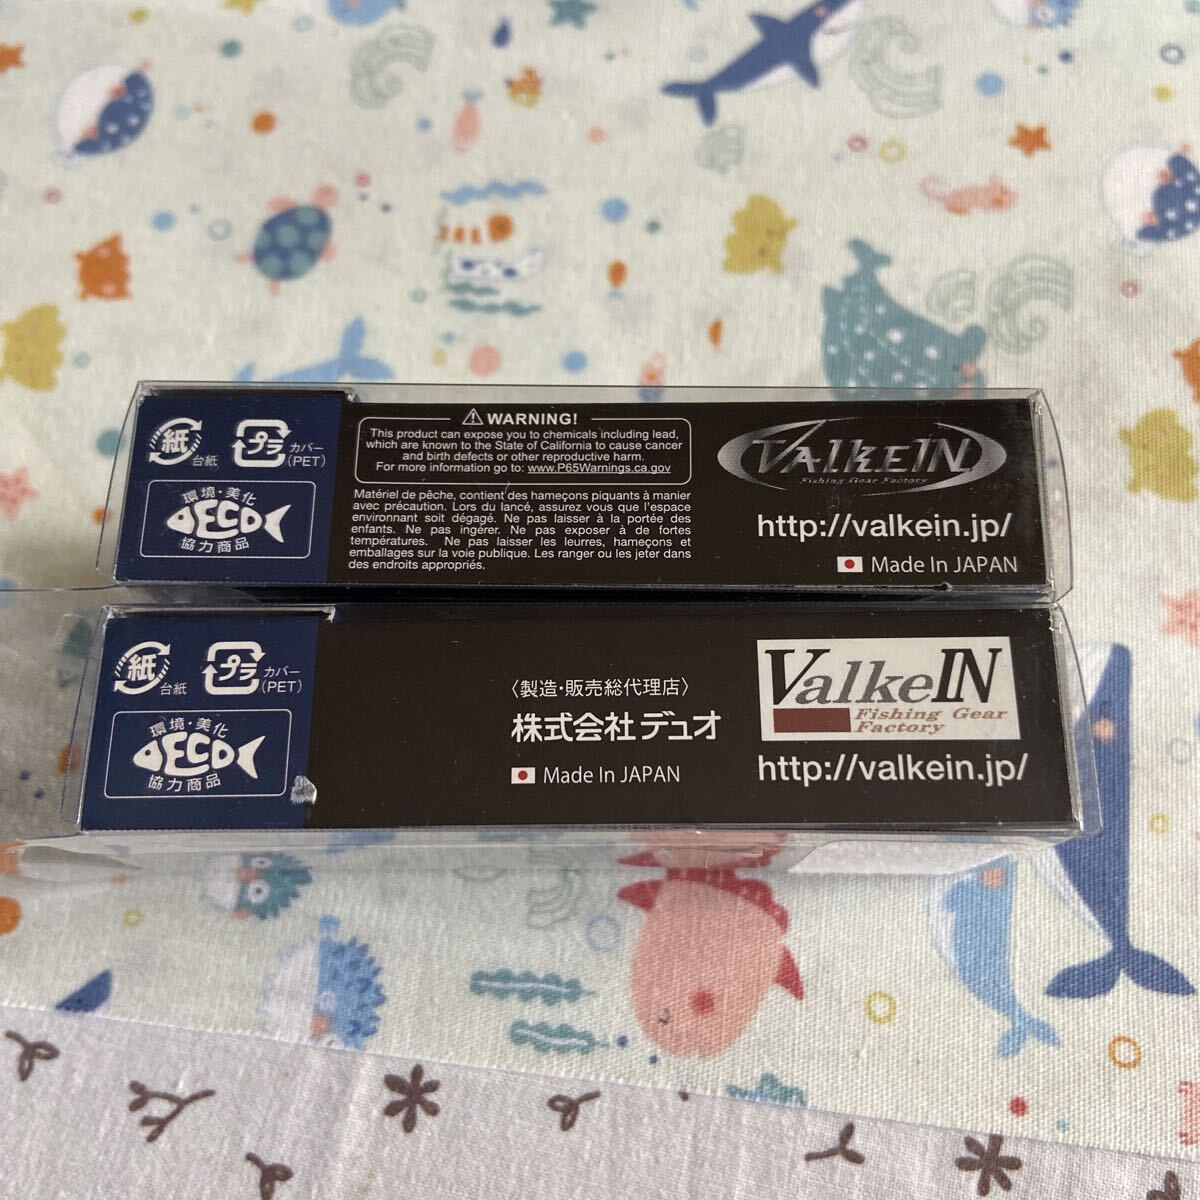 紙
台紙
プラ
カバー
(PET)
環境・美化
DECO
協力商品
WARNING!
This product can expose you to chemicals including lead,
which are known to the State of California to cause cancer
and birth defects or other reproductive harm.
For more information go to: www.P65Warnings.ca.gov
Matériel de pêche, contient des hameçons piquants à manier
avec précaution. Lors du lancé, assurez vous que l'espace
environnant soit dégagé. Ne pas laisser à la portée des
enfants. Ne pas ingérer. Ne pas exposer à de fortes
températures. Ne pas laisser les leurres, hameçons et
emballages sur la voie publique. Les ranger ou les jeter dans
des endroits appropriés.
VALKEIN
Fishing Gear Factory
http://valkein.jp/
Made In JAPAN
紙
台紙
プラ
カバー
(PET)
環境・美化
DECO
協力商品
〈製造・販売総代理店〉
株式会社デュオ
Made In JAPAN
ValkeIN
Fishing Gear
Factory
http://valkein.jp/